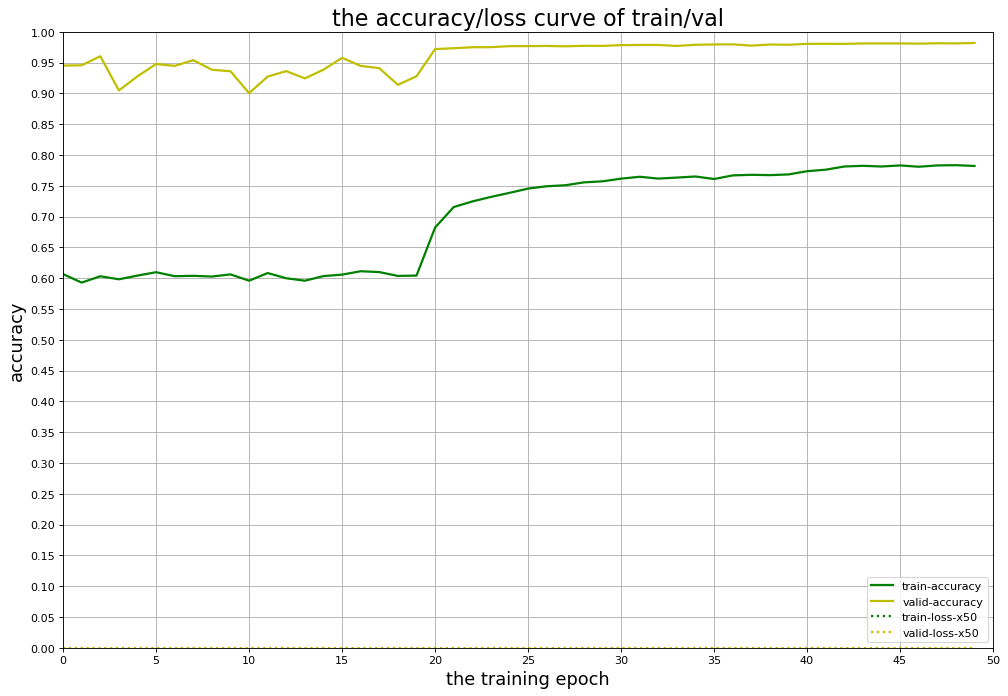 the accuracy/loss curve of train/val
1.00
0.95
0.90
0.85
0.80
0.75
0.70
0.65
0.60
0.55
0.50
0.45
0.40
0.35
0.30
0.25
0.20
0.15
0.10
0.05
0.00
accuracy
train-accuracy
valid-accuracy
train-loss-x50
valid-loss-x50
0 5 10 15 20 25 30 35 40 45 50
the training epoch